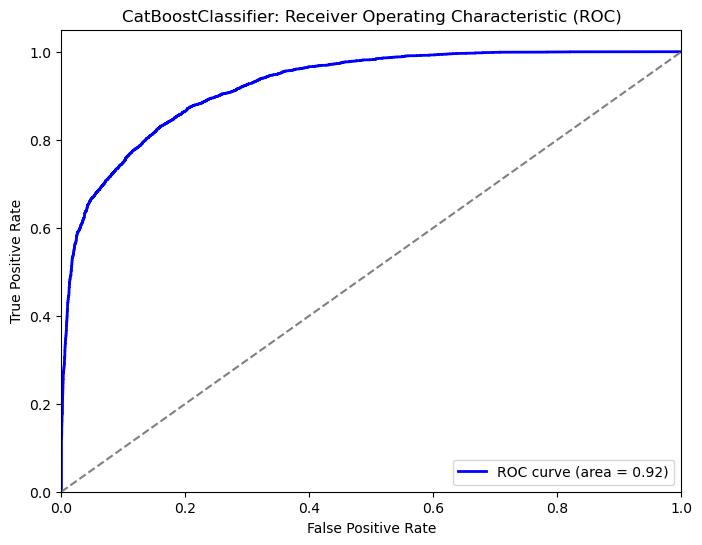 CatBoostClassifier: Receiver Operating Characteristic (ROC)
True Positive Rate
1.0
0.8
0.6
0.4
0.2
0.0
ROC curve (area = 0.92)
0.0 0.2 0.4 0.6 0.8 1.0
False Positive Rate